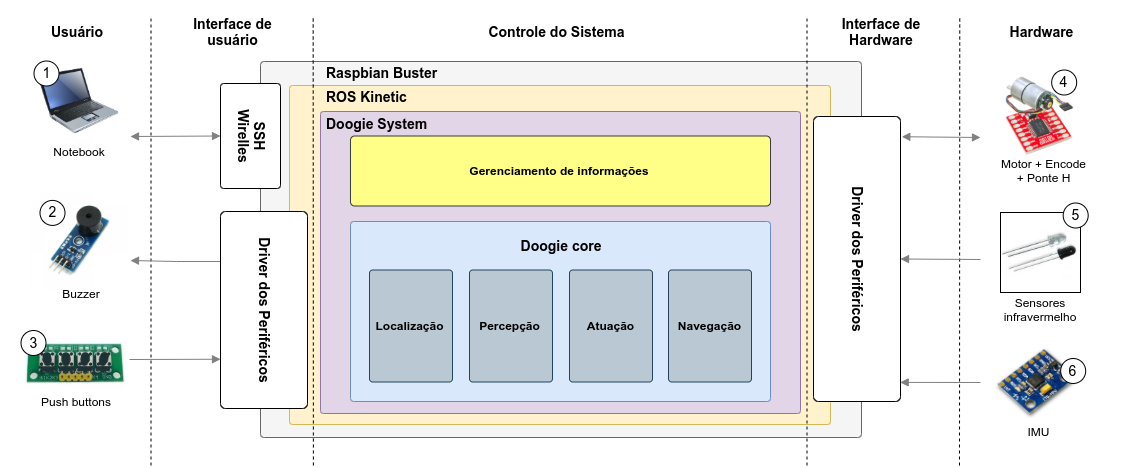 Usuário
Interface de
usuário
Controle do Sistema
Interface de
Hardware
Hardware
1
Notebook
2
Buzzer
3
Push buttons
SSH
Wirelles
Driver dos Periféricos
Raspbian Buster
ROS Kinetic
Doogie System
Gerenciamento de informações
Doogie core
Localização
Percepção
Atuação
Navegação
Driver dos Periféricos
4
Motor + Encode
+ Ponte H
5
Sensores
infravermelho
6
IMU